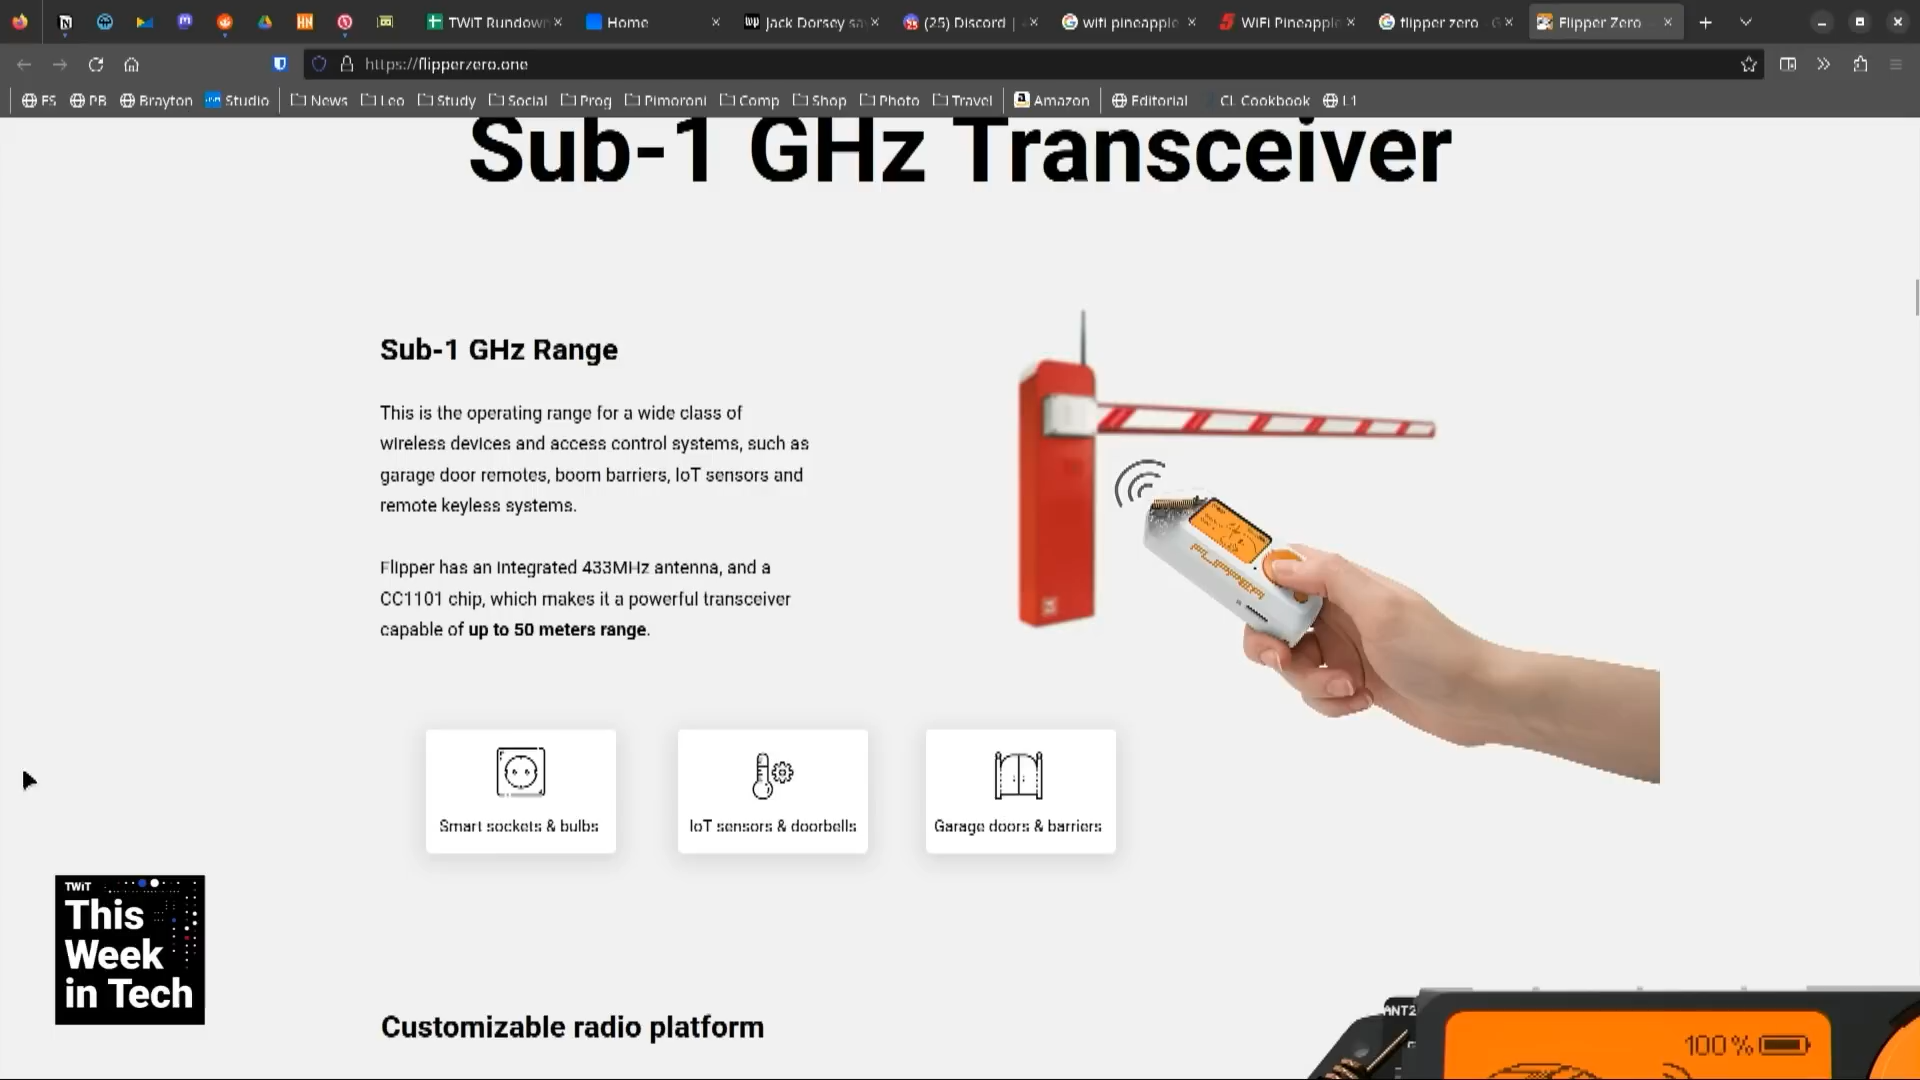 TWiT Rundown
Home
Jack Dorsey sa
(25) Discord |
wifi pineapple
WiFi Pineapple
flipper zero
Flipper Zero
https://flipperzero.one
FS
PB
Brayton
Studio
News
Leo
Study
Social
Prog
Pimoroni
Comp
Shop
Photo
Travel
Amazon
Editorial
CL Cookbook
L1
Sub-1 GHz Transceiver
Sub-1 GHz Range
This is the operating range for a wide class of
wireless devices and access control systems, such as
garage door remotes, boom barriers, IoT sensors and
remote keyless systems.
Flipper has an integrated 433MHz antenna, and a
CC1101 chip, which makes it a powerful transceiver
capable of up to 50 meters range.
Smart sockets & bulbs
IoT sensors & doorbells
Garage doors & barriers
TWiT
This
Week
in Tech
Customizable radio platform
ANT2
100%